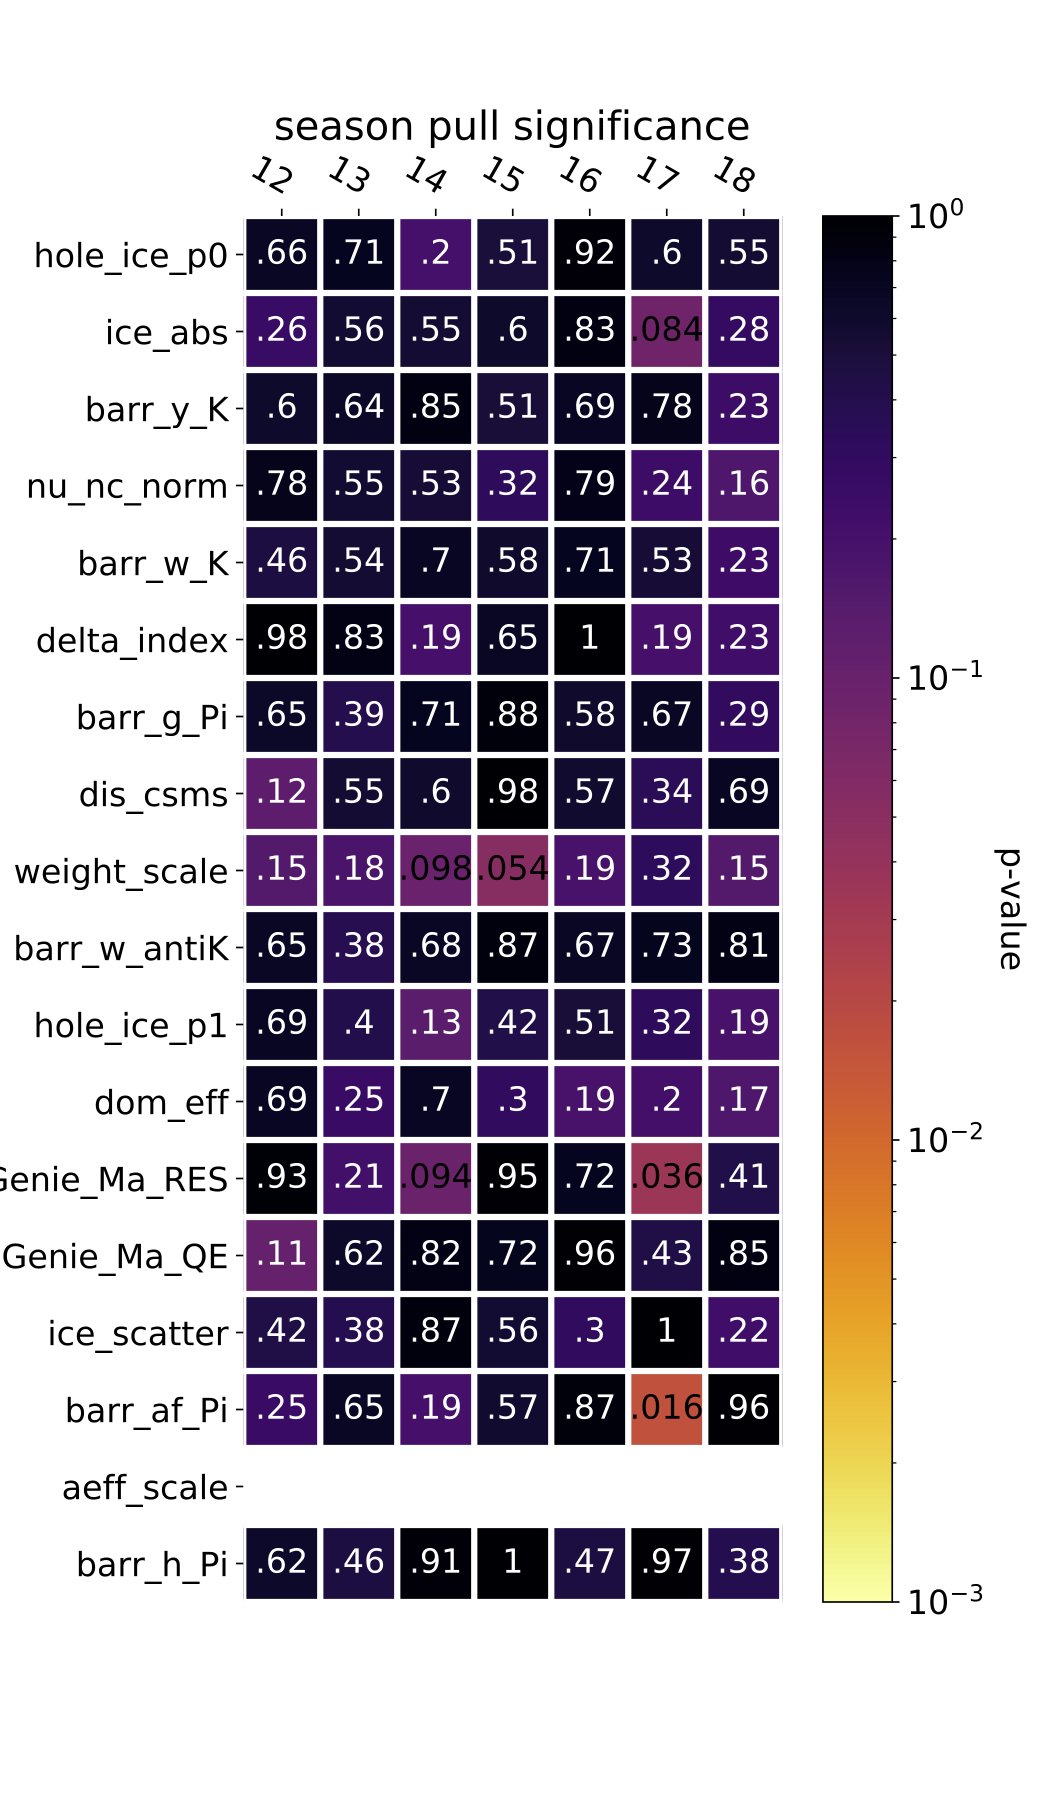 season pull significance
12 13 14 15 16 17 18
hole_ice_p0 .66 .71 .2 .51 .92 .6 .55
ice_abs .26 .56 .55 .6 .83 .084 .28
barr_y_K .6 .64 .85 .51 .69 .78 .23
nu_nc_norm .78 .55 .53 .32 .79 .24 .16
barr_w_K .46 .54 .7 .58 .71 .53 .23
delta_index .98 .83 .19 .65 1 .19 .23
barr_g_Pi .65 .39 .71 .88 .58 .67 .29
dis_csms .12 .55 .6 .98 .57 .34 .69
weight_scale .15 .18 .098 .054 .19 .32 .15
barr_w_antiK .65 .38 .68 .87 .67 .73 .81
hole_ice_p1 .69 .4 .13 .42 .51 .32 .19
dom_eff .69 .25 .7 .3 .19 .2 .17
Genie_Ma_RES .93 .21 .094 .95 .72 .036 .41
Genie_Ma_QE .11 .62 .82 .72 .96 .43 .85
ice_scatter .42 .38 .87 .56 .3 1 .22
barr_af_Pi .25 .65 .19 .57 .87 .016 .96
aeff_scale
barr_h_Pi .62 .46 .91 1 .47 .97 .38
10⁰
10⁻¹
10⁻²
10⁻³
p-value